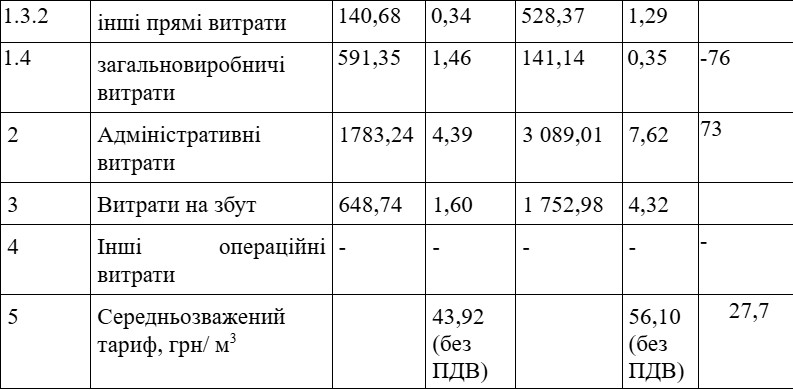 1.3.2 інші прямі витрати 140,68 0,34 528,37 1,29
1.4 загальновиробничі 591,35 1,46 141,14 0,35 -76
витрати
2 Адміністративні 1783,24 4,39 3 089,01 7,62 73
витрати
3 Витрати на збут 648,74 1,60 1 752,98 4,32
4 Інші операційні - - - - -
витрати
5 Середньозважений 43,92 56,10 27,7
тариф, грн/ м³ (без (без
ПДВ) ПДВ)